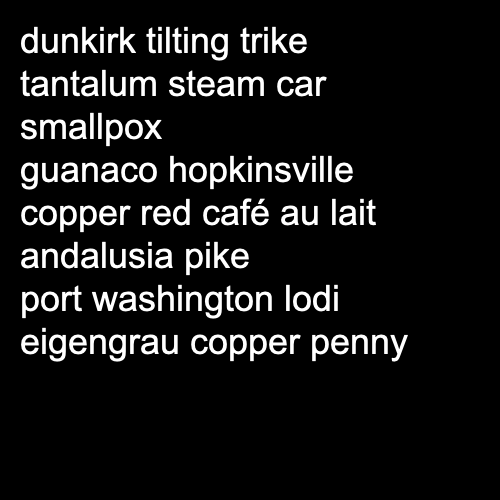 dunkirk tilting trike
tantalum steam car
smallpox
guanaco hopkinsville
copper red café au lait
andalusia pike
port washington lodi
eigengrau copper penny